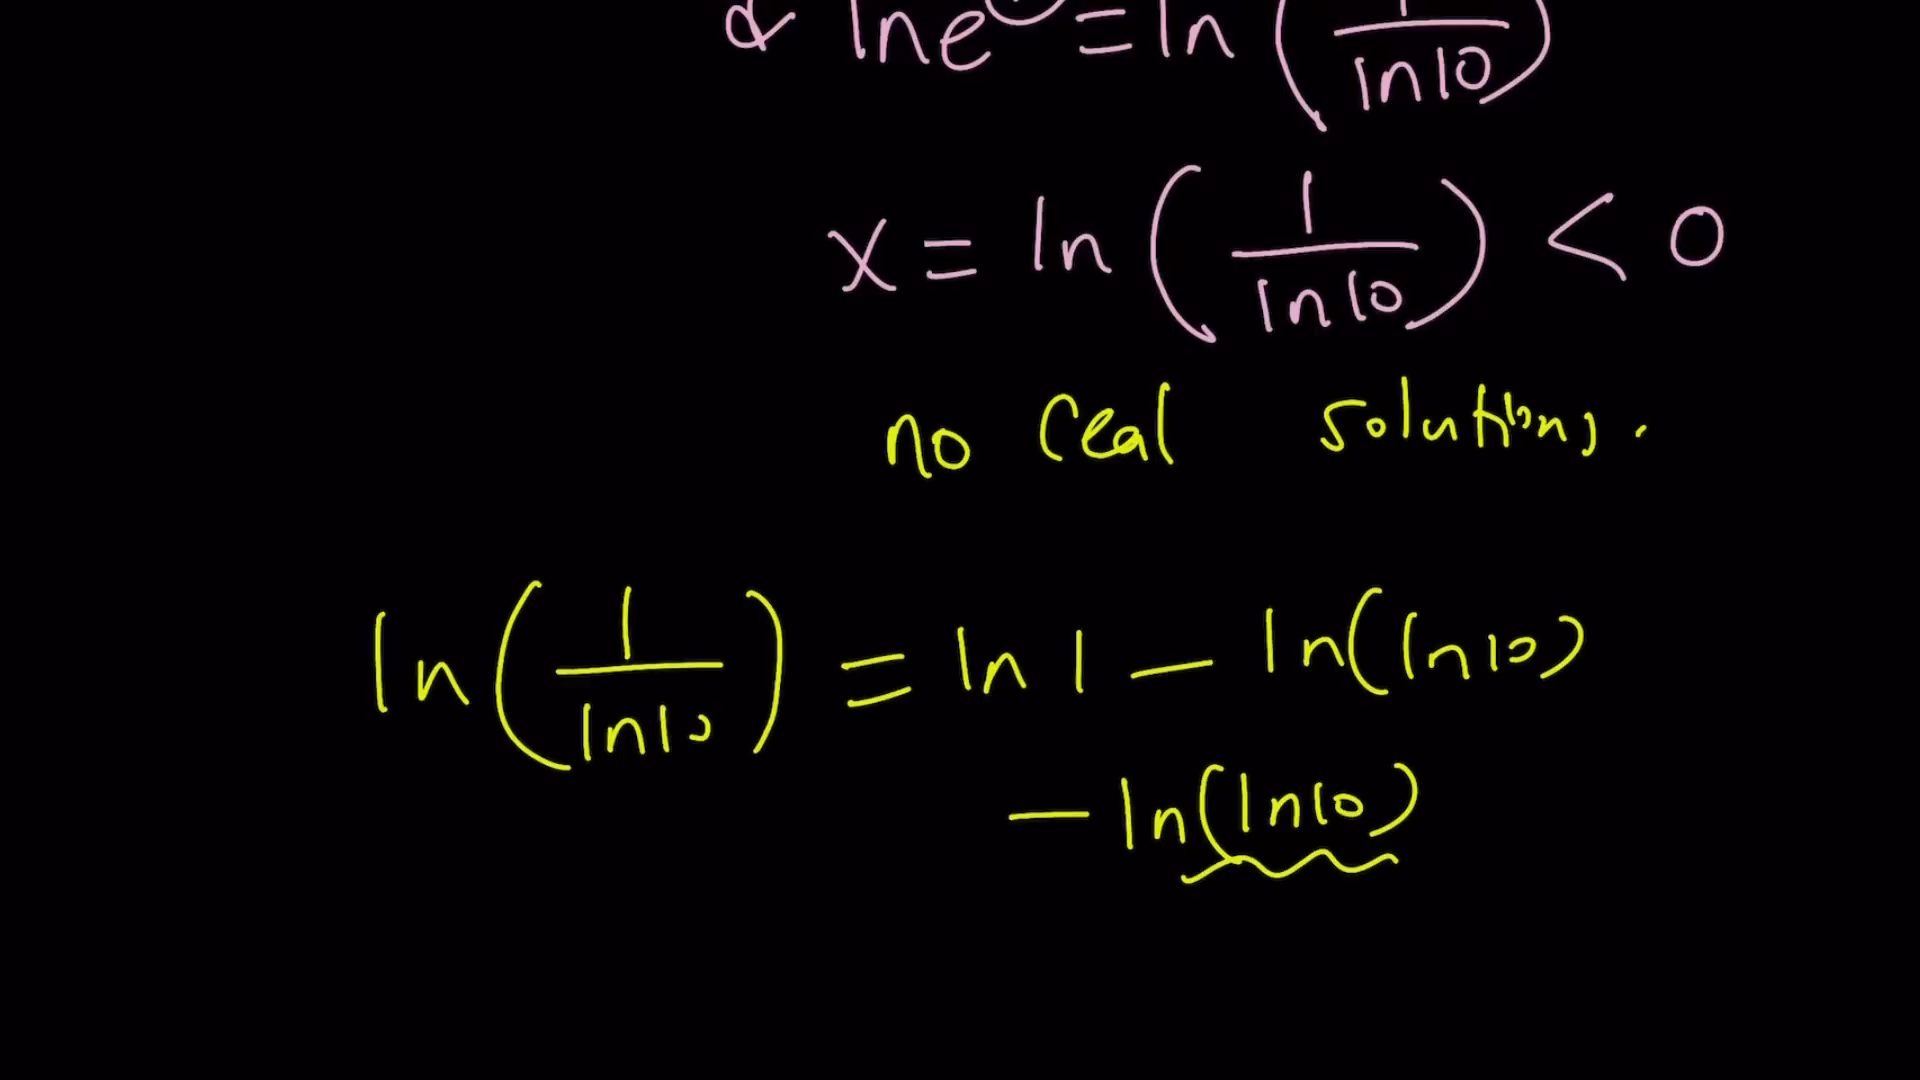 α ln e = ln (1/ln10)
x = ln (1/ln10) < 0
no real solutions.
ln (1/ln10) = ln 1 − ln(ln10)
− ln(ln10)